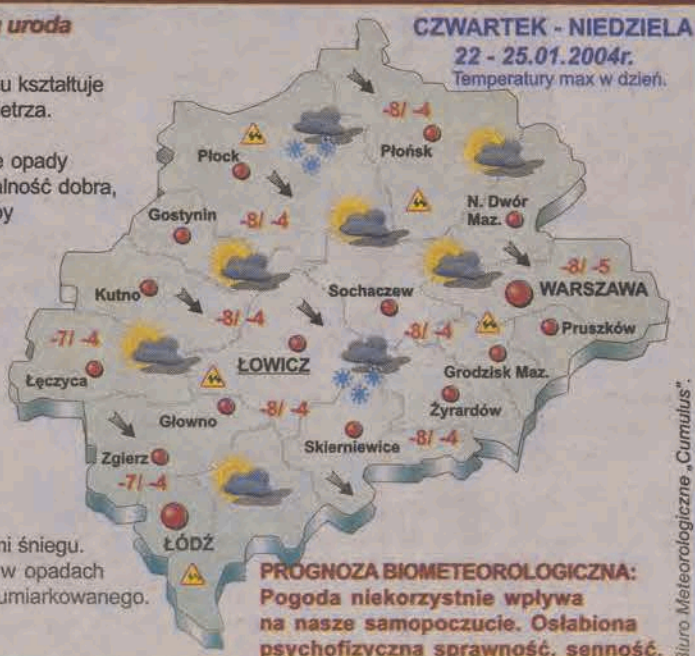 uroda
CZWARTEK - NIEDZIELA
22 - 25.01.2004r.
Temperatury max w dzień.
u kształtuje
etrza.
e opady
alność dobra,
by
-8/ -4
Płock
Płońsk
Gostynin
-8/ -4
N. Dwór
Maz.
-8/ -5
WARSZAWA
Kutno
Sochaczew
-8/ -4
-8/ -4
Pruszków
-7/ -4
ŁOWICZ
Grodzisk Maz.
Łęczyca
Głowno
-8/ -4
Żyrardów
Skierniewice
-8/ -4
Zgierz
-7/ -4
ŁÓDŹ
ni śniegu.
w opadach
umiarkowanego.
PROGNOZA BIOMETEOROLOGICZNA:
Pogoda niekorzystnie wpływa
na nasze samopoczucie. Osłabiona
psychofizyczna sprawność, senność.
Biuro Meteorologiczne „Cumulus".